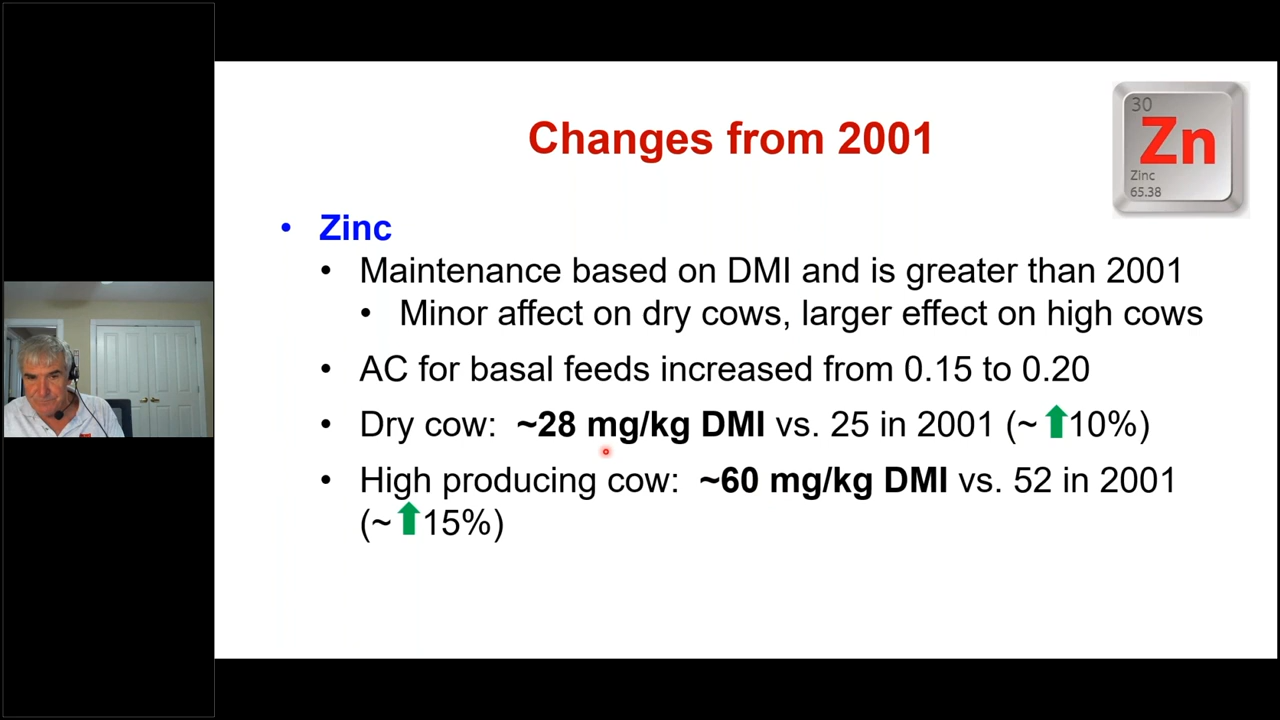 Changes from 2001
30
Zn
Zinc
65.38
• Zinc
• Maintenance based on DMI and is greater than 2001
• Minor affect on dry cows, larger effect on high cows
• AC for basal feeds increased from 0.15 to 0.20
• Dry cow: ~28 mg/kg DMI vs. 25 in 2001 (~⬆10%)
• High producing cow: ~60 mg/kg DMI vs. 52 in 2001
(~⬆15%)